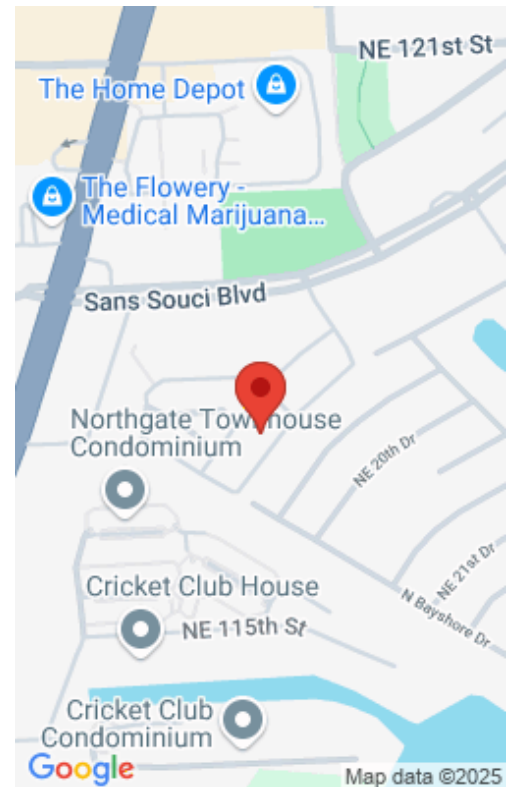 NE 121st St
The Home Depot
The Flowery -
Medical Marijuana...
Sans Souci Blvd
Northgate Townhouse
Condominium
NE 20th Dr
NE 21st Dr
N Bayshore Dr
Cricket Club House
NE 115th St
Cricket Club
Condominium
Google
Map data ©2025